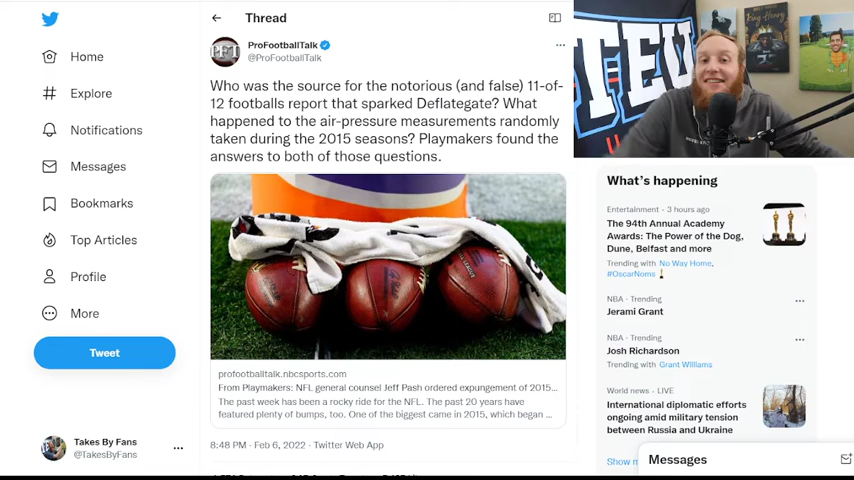 Home
Explore
Notifications
Messages
Bookmarks
Top Articles
Profile
More
Tweet
Takes By Fans
@TakesByFans
Thread
ProFootballTalk
@ProFootballTalk
Who was the source for the notorious (and false) 11-of-
12 footballs report that sparked Deflategate? What
happened to the air-pressure measurements randomly
taken during the 2015 seasons? Playmakers found the
answers to both of those questions.
profootballtalk.nbcsports.com
From Playmakers: NFL general counsel Jeff Pash ordered expungement of 2015...
The past week has been a rocky ride for the NFL. The past 20 years have
featured plenty of bumps, too. One of the biggest came in 2015, which began ...
8:48 PM · Feb 6, 2022 · Twitter Web App
TEU
What's happening
Entertainment · 3 hours ago
The 94th Annual Academy
Awards: The Power of the Dog,
Dune, Belfast and more
Trending with No Way Home,
#OscarNoms
NBA · Trending
Jerami Grant
NBA · Trending
Josh Richardson
Trending with Grant Williams
World news · LIVE
International diplomatic efforts
ongoing amid military tension
between Russia and Ukraine
Show
Messages